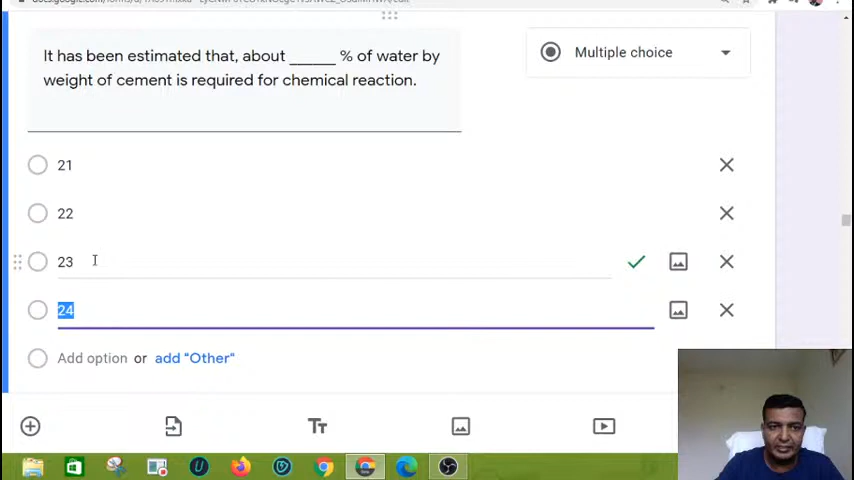 It has been estimated that, about ______ % of water by
weight of cement is required for chemical reaction.
Multiple choice
21
22
23
24
Add option or add "Other"